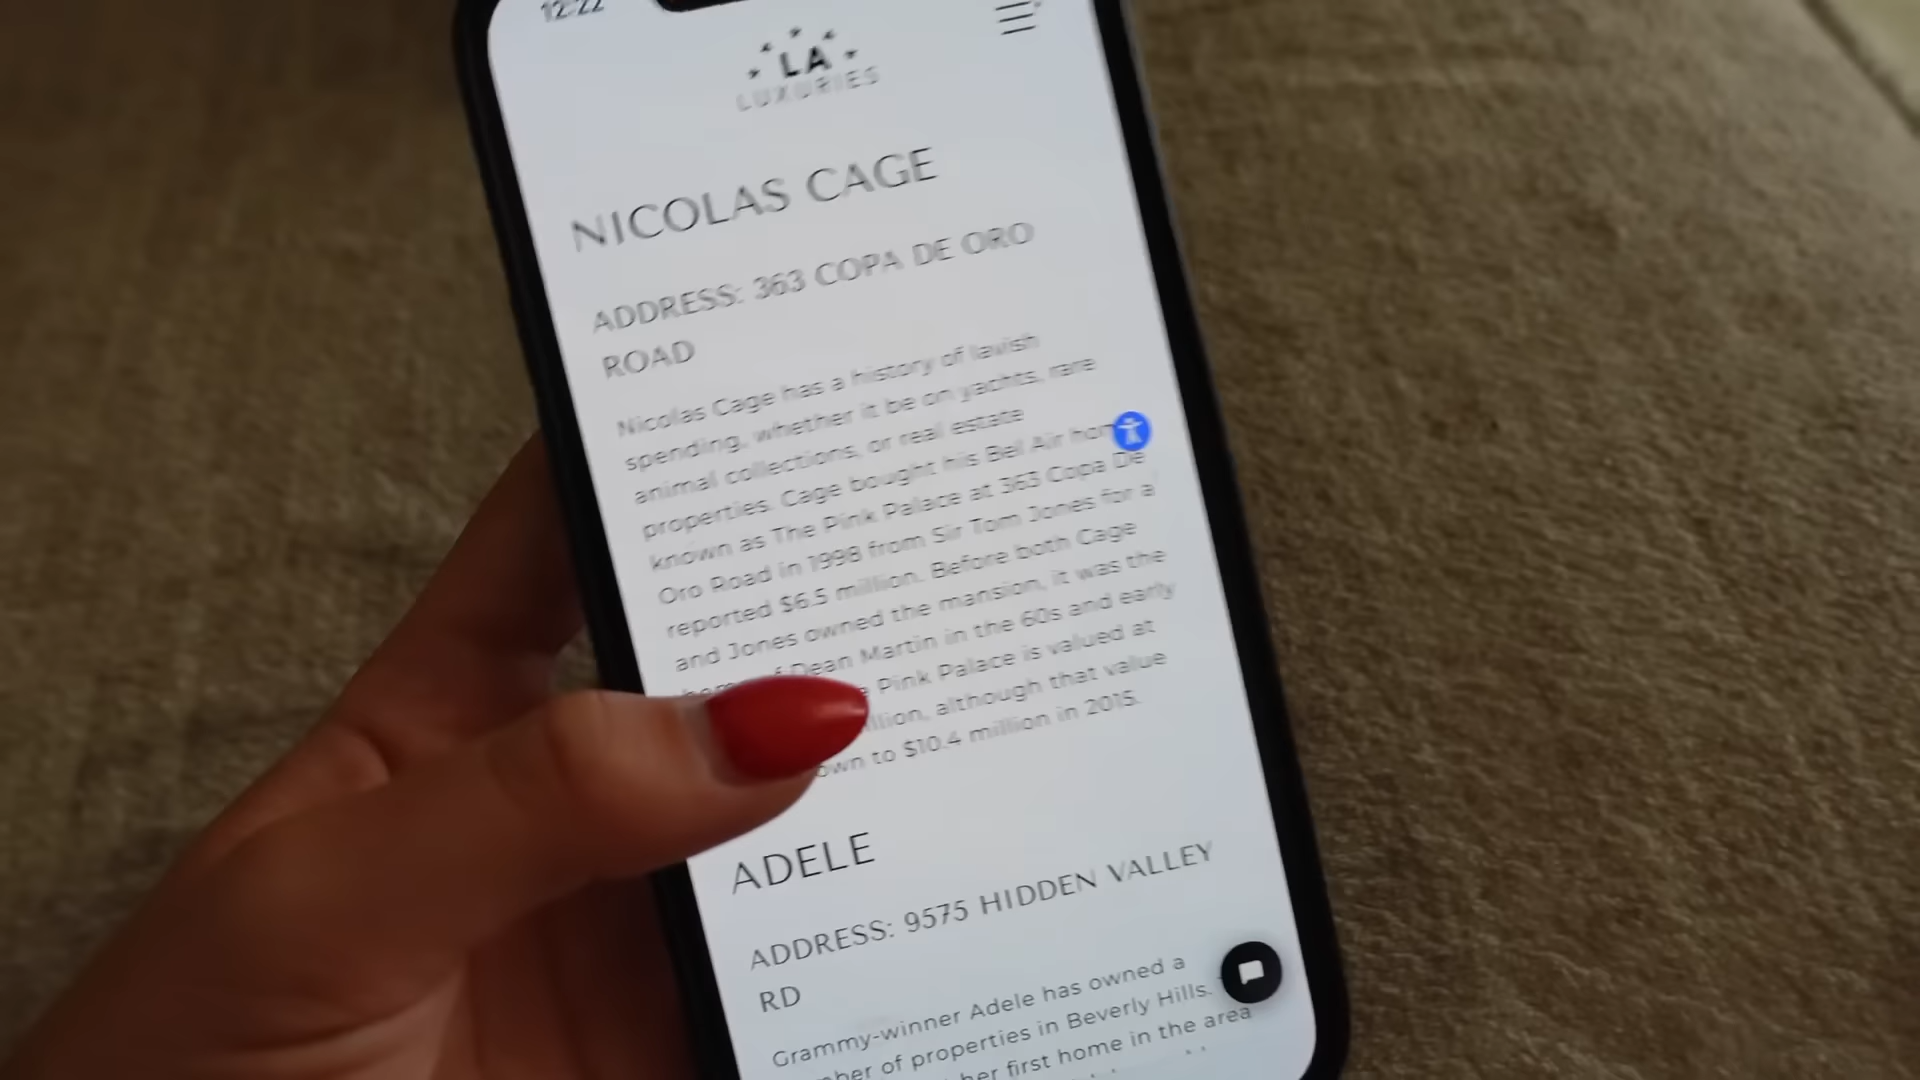 12:22
LA
LUXURIES
NICOLAS CAGE
ADDRESS: 363 COPA DE ORO
ROAD
Nicolas Cage has a history of lavish
spending, whether it be on yachts, rare
animal collections, or real estate
properties. Cage bought his Bel Air
known as The Pink Palace at 363 Copa De
Oro Road in 1998 from Sir Tom Jones for a
reported $6.5 million. Before both Cage
and Jones owned the mansion, it was the
of Dean Martin in the 60s and early
Pink Palace is valued at
although that value
to $10.4 million in 2015.
ADELE
ADDRESS: 9575 HIDDEN VALLEY
RD
Grammy-winner Adele has owned a
of properties in Beverly Hills.
her first home in the area